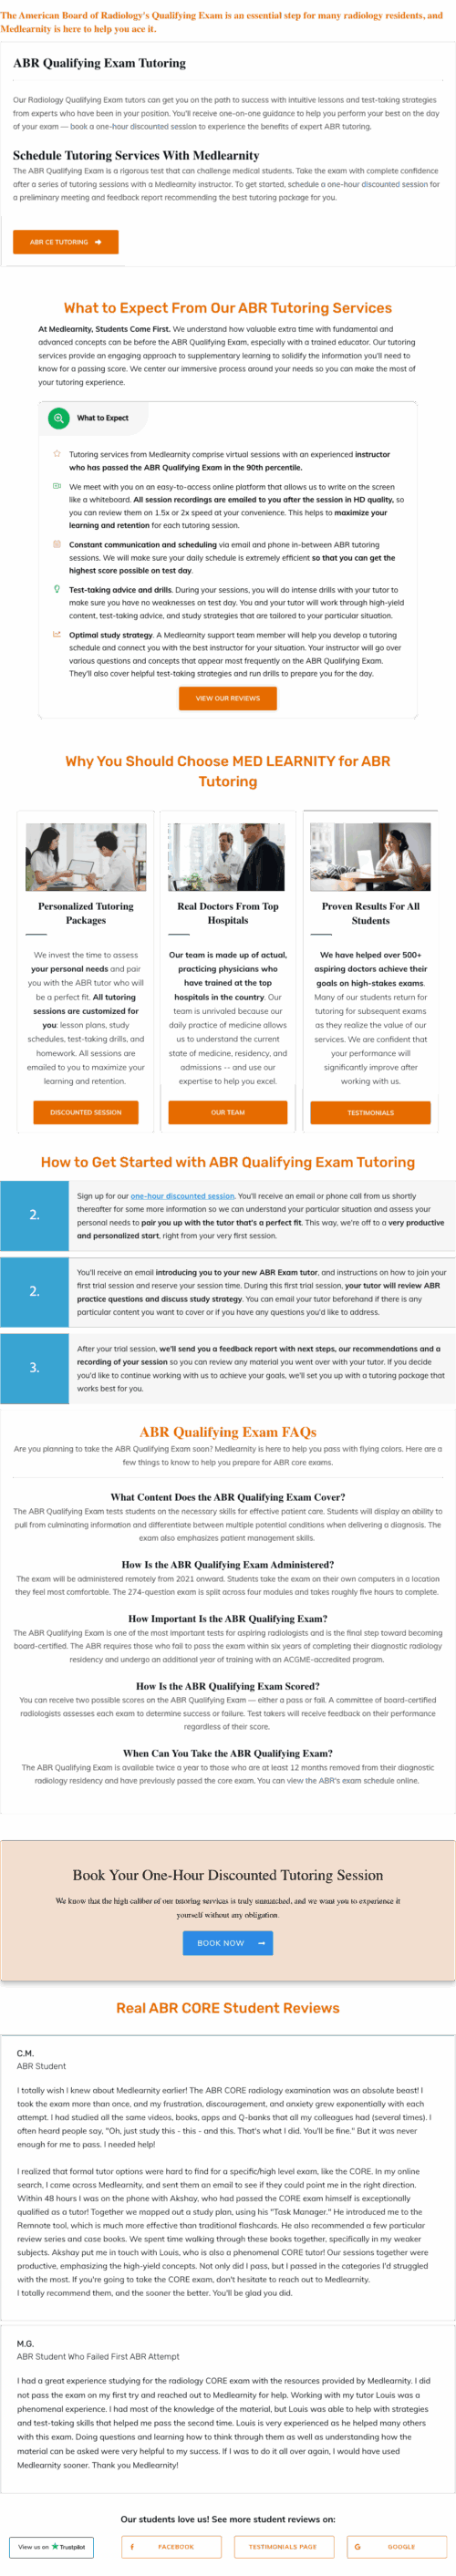 The American Board of Radiology's Qualifying Exam is an essential step for many radiology residents, and
Medlearnity is here to help you ace it.
ABR Qualifying Exam Tutoring
Our Radiology Qualifying Exam tutors can get you on the path to success with intuitive lessons and test-taking strategies
from experts who have been in your position. You'll receive one-on-one guidance to help you perform your best on the day
of your exam — book a one-hour discounted session to experience the benefits of expert ABR tutoring.
Schedule Tutoring Services With Medlearnity
The ABR Qualifying Exam is a rigorous test that can challenge medical students. Take the exam with complete confidence
after a series of tutoring sessions with a Medlearnity instructor. To get started, schedule a one-hour discounted session for
a preliminary meeting and feedback report recommending the best tutoring package for you.
ABR CE TUTORING
What to Expect From Our ABR Tutoring Services
At Medlearnity, Students Come First. We understand how valuable extra time with fundamental and
advanced concepts can be before the ABR Qualifying Exam, especially with a trained educator. Our tutoring
services provide an engaging approach to supplementary learning to solidify the information you'll need to
know for a passing score. We center our immersive process around your needs so you can make the most of
your tutoring experience.
What to Expect
Tutoring services from Medlearnity comprise virtual sessions with an experienced instructor
who has passed the ABR Qualifying Exam in the 90th percentile.
We meet with you on an easy-to-access online platform that allows us to write on the screen
like a whiteboard. All session recordings are emailed to you after the session in HD quality, so
you can review them on 1.5x or 2x speed at your convenience. This helps to maximize your
learning and retention for each tutoring session.
Constant communication and scheduling via email and phone in-between ABR tutoring
sessions. We will make sure your daily schedule is extremely efficient so that you can get the
highest score possible on test day.
Test-taking advice and drills. During your sessions, you will do intense drills with your tutor to
make sure you have no weaknesses on test day. You and your tutor will work through high-yield
content, test-taking advice, and study strategies that are tailored to your particular situation.
Optimal study strategy. A Medlearnity support team member will help you develop a tutoring
schedule and connect you with the best instructor for your situation. Your instructor will go over
various questions and concepts that appear most frequently on the ABR Qualifying Exam.
They'll also cover helpful test-taking strategies and run drills to prepare you for the day.
VIEW OUR REVIEWS
Why You Should Choose MED LEARNITY for ABR
Tutoring
Personalized Tutoring
Packages
We invest the time to assess
your personal needs and pair
you with the ABR tutor who will
be a perfect fit. All tutoring
sessions are customized for
you: lesson plans, study
schedules, test-taking drills, and
homework. All sessions are
emailed to you to maximize your
learning and retention.
DISCOUNTED SESSION
Real Doctors From Top
Hospitals
Our team is made up of actual,
practicing physicians who
have trained at the top
hospitals in the country. Our
team is unrivaled because our
daily practice of medicine allows
us to understand the current
state of medicine, residency, and
admissions -- and use our
expertise to help you excel.
OUR TEAM
Proven Results For All
Students
We have helped over 500+
aspiring doctors achieve their
goals on high-stakes exams.
Many of our students return for
tutoring for subsequent exams
as they realize the value of our
services. We are confident that
your performance will
significantly improve after
working with us.
TESTIMONIALS
How to Get Started with ABR Qualifying Exam Tutoring
2.
Sign up for our one-hour discounted session. You'll receive an email or phone call from us shortly
thereafter for some more information so we can understand your particular situation and assess your
personal needs to pair you up with the tutor that's a perfect fit. This way, we're off to a very productive
and personalized start, right from your very first session.
2.
You'll receive an email introducing you to your new ABR Exam tutor, and instructions on how to join your
first trial session and reserve your session time. During this first trial session, your tutor will review ABR
practice questions and discuss study strategy. You can email your tutor beforehand if there is any
particular content you want to cover or if you have any questions you'd like to address.
3.
After your trial session, we'll send you a feedback report with next steps, our recommendations and a
recording of your session so you can review any material you went over with your tutor. If you decide
you'd like to continue working with us to achieve your goals, we'll set you up with a tutoring package that
works best for you.
ABR Qualifying Exam FAQs
Are you planning to take the ABR Qualifying Exam soon? Medlearnity is here to help you pass with flying colors. Here are a
few things to know to help you prepare for ABR core exams.
What Content Does the ABR Qualifying Exam Cover?
The ABR Qualifying Exam tests students on the necessary skills for effective patient care. Students will display an ability to
pull from culminating information and differentiate between multiple potential conditions when delivering a diagnosis. The
exam also emphasizes patient management skills.
How Is the ABR Qualifying Exam Administered?
The exam will be administered remotely from 2021 onward. Students take the exam on their own computers in a location
they feel most comfortable. The 274-question exam is split across four modules and takes roughly five hours to complete.
How Important Is the ABR Qualifying Exam?
The ABR Qualifying Exam is one of the most important tests for aspiring radiologists and is the final step toward becoming
board-certified. The ABR requires those who fail to pass the exam within six years of completing their diagnostic radiology
residency and undergo an additional year of training with an ACGME-accredited program.
How Is the ABR Qualifying Exam Scored?
You can receive two possible scores on the ABR Qualifying Exam — either a pass or fail. A committee of board-certified
radiologists assesses each exam to determine success or failure. Test takers will receive feedback on their performance
regardless of their score.
When Can You Take the ABR Qualifying Exam?
The ABR Qualifying Exam is available twice a year to those who are at least 12 months removed from their diagnostic
radiology residency and have previously passed the core exam. You can view the ABR's exam schedule online.
Book Your One-Hour Discounted Tutoring Session
We know that the high caliber of our tutoring services is truly unmatched, and we want you to experience it
yourself without any obligation.
BOOK NOW
Real ABR CORE Student Reviews
C.M.
ABR Student
I totally wish I knew about Medlearnity earlier! The ABR CORE radiology examination was an absolute beast! I
took the exam more than once, and my frustration, discouragement, and anxiety grew exponentially with each
attempt. I had studied all the same videos, books, apps and Q-banks that all my colleagues had (several times). I
often heard people say, "Oh, just study this - this - and this. That's what I did. You'll be fine." But it was never
enough for me to pass. I needed help!
I realized that formal tutor options were hard to find for a specific/high level exam, like the CORE. In my online
search, I came across Medlearnity, and sent them an email to see if they could point me in the right direction.
Within 48 hours I was on the phone with Akshay, who had passed the CORE exam himself is exceptionally
qualified as a tutor! Together we mapped out a study plan, using his "Task Manager." He introduced me to the
Remnote tool, which is much more effective than traditional flashcards. He also recommended a few particular
review series and case books. We spent time walking through these books together, specifically in my weaker
subjects. Akshay put me in touch with Louis, who is also a phenomenal CORE tutor! Our sessions together were
productive, emphasizing the high-yield concepts. Not only did I pass, but I passed in the categories I'd struggled
with the most. If you're going to take the CORE exam, don't hesitate to reach out to Medlearnity.
I totally recommend them, and the sooner the better. You'll be glad you did.
M.G.
ABR Student Who Failed First ABR Attempt
I had a great experience studying for the radiology CORE exam with the resources provided by Medlearnity. I did
not pass the exam on my first try and reached out to Medlearnity for help. Working with my tutor Louis was a
phenomenal experience. I had most of the knowledge of the material, but Louis was able to help with strategies
and test-taking skills that helped me pass the second time. Louis is very experienced as he helped many others
with this exam. Doing questions and learning how to think through them as well as understanding how the
material can be asked were very helpful to my success. If I was to do it all over again, I would have used
Medlearnity sooner. Thank you Medlearnity!
Our students love us! See more student reviews on:
View us on Trustpilot
FACEBOOK
TESTIMONIALS PAGE
GOOGLE